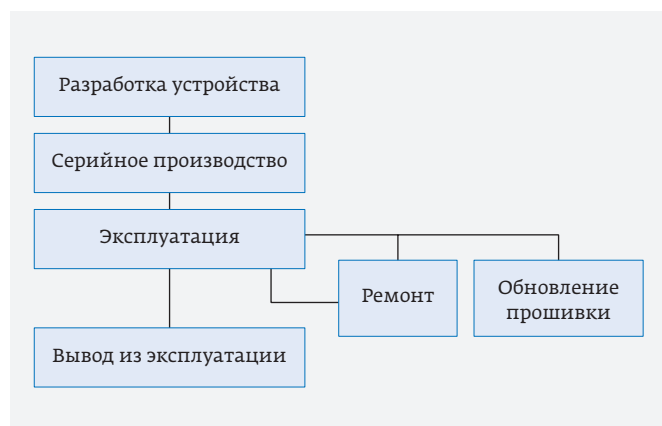 Разработка устройства
Серийное производство
Эксплуатация
Ремонт
Обновление
прошивки
Вывод из эксплуатации